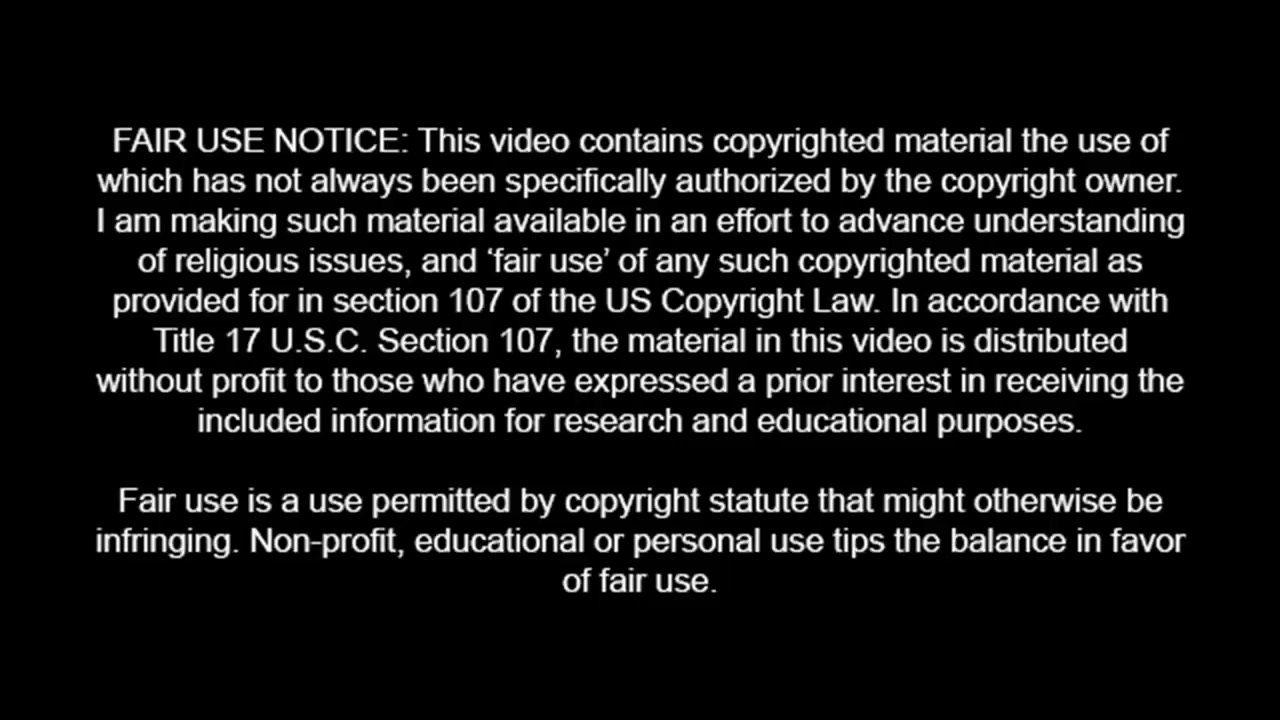 FAIR USE NOTICE: This video contains copyrighted material the use of
which has not always been specifically authorized by the copyright owner.
I am making such material available in an effort to advance understanding
of religious issues, and ‘fair use’ of any such copyrighted material as
provided for in section 107 of the US Copyright Law. In accordance with
Title 17 U.S.C. Section 107, the material in this video is distributed
without profit to those who have expressed a prior interest in receiving the
included information for research and educational purposes.
Fair use is a use permitted by copyright statute that might otherwise be
infringing. Non-profit, educational or personal use tips the balance in favor
of fair use.